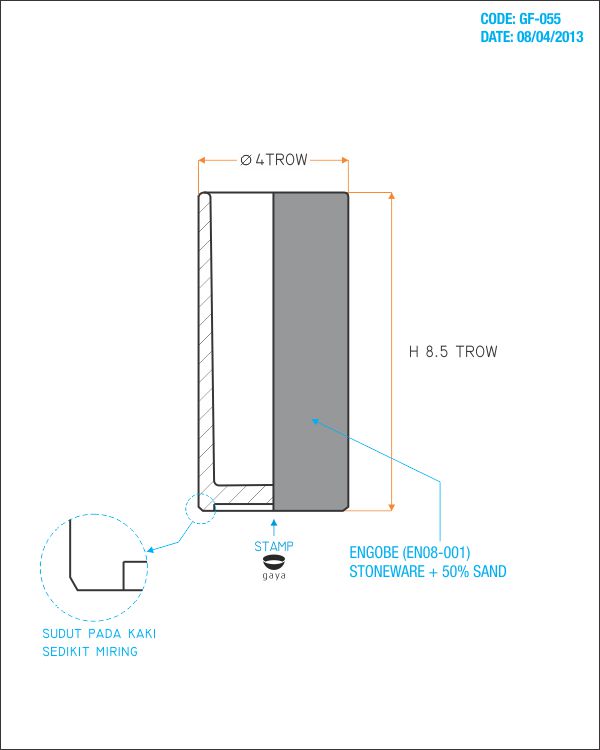 CODE: GF-055
DATE: 08/04/2013
Ø 4TROW
H 8.5 TROW
STAMP
gaya
ENGOBE (EN08-001)
STONEWARE + 50% SAND
SUDUT PADA KAKI
SEDIKIT MIRING